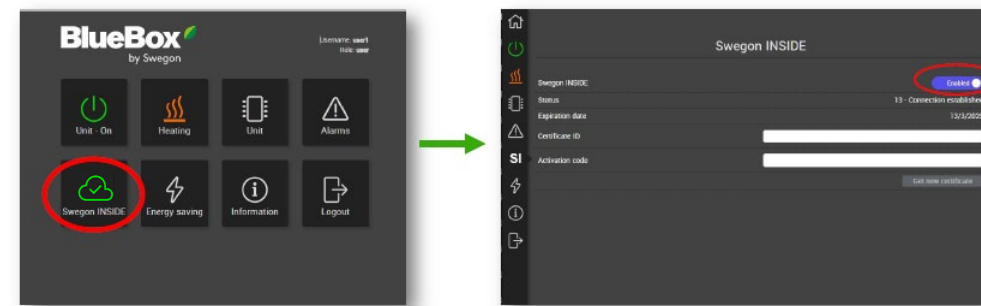 BlueBox
by Swegon
Username: user1
Role: user
Unit - On
Heating
Unit
Alarms
Swegon INSIDE
Energy saving
Information
Logout
Swegon INSIDE
Swegon INSIDE
Enabled
Status
13 - Connection established
Expiration date
Certificate ID
SI
Activation code
Get new certificate